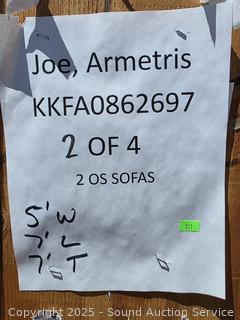 Joe, Armetris
KKFA0862697
2 OF 4
2 OS SOFAS
5' W
7' L
7' T
Copyright 2025 - Sound Auction Service